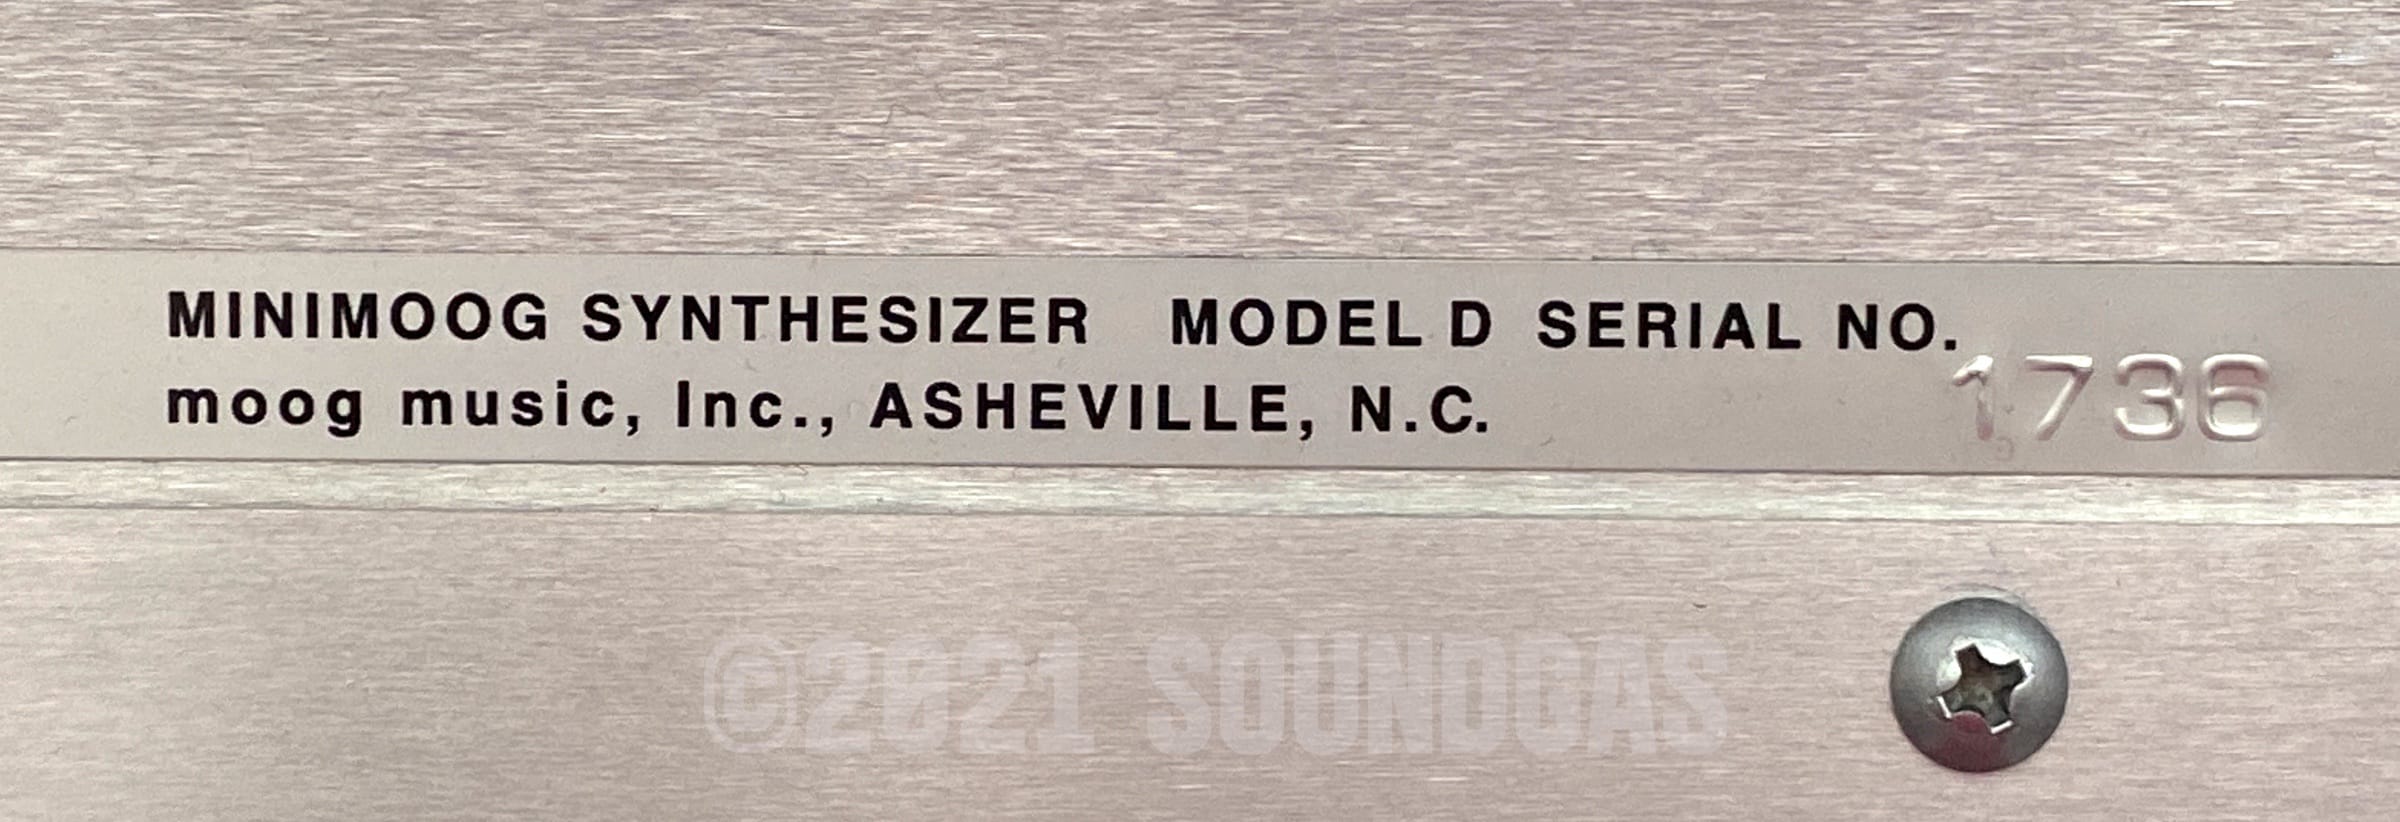 MINIMOOG SYNTHESIZER MODEL D SERIAL NO.
1736
moog music, Inc., ASHEVILLE, N.C.
©2021 SOUNDGAS